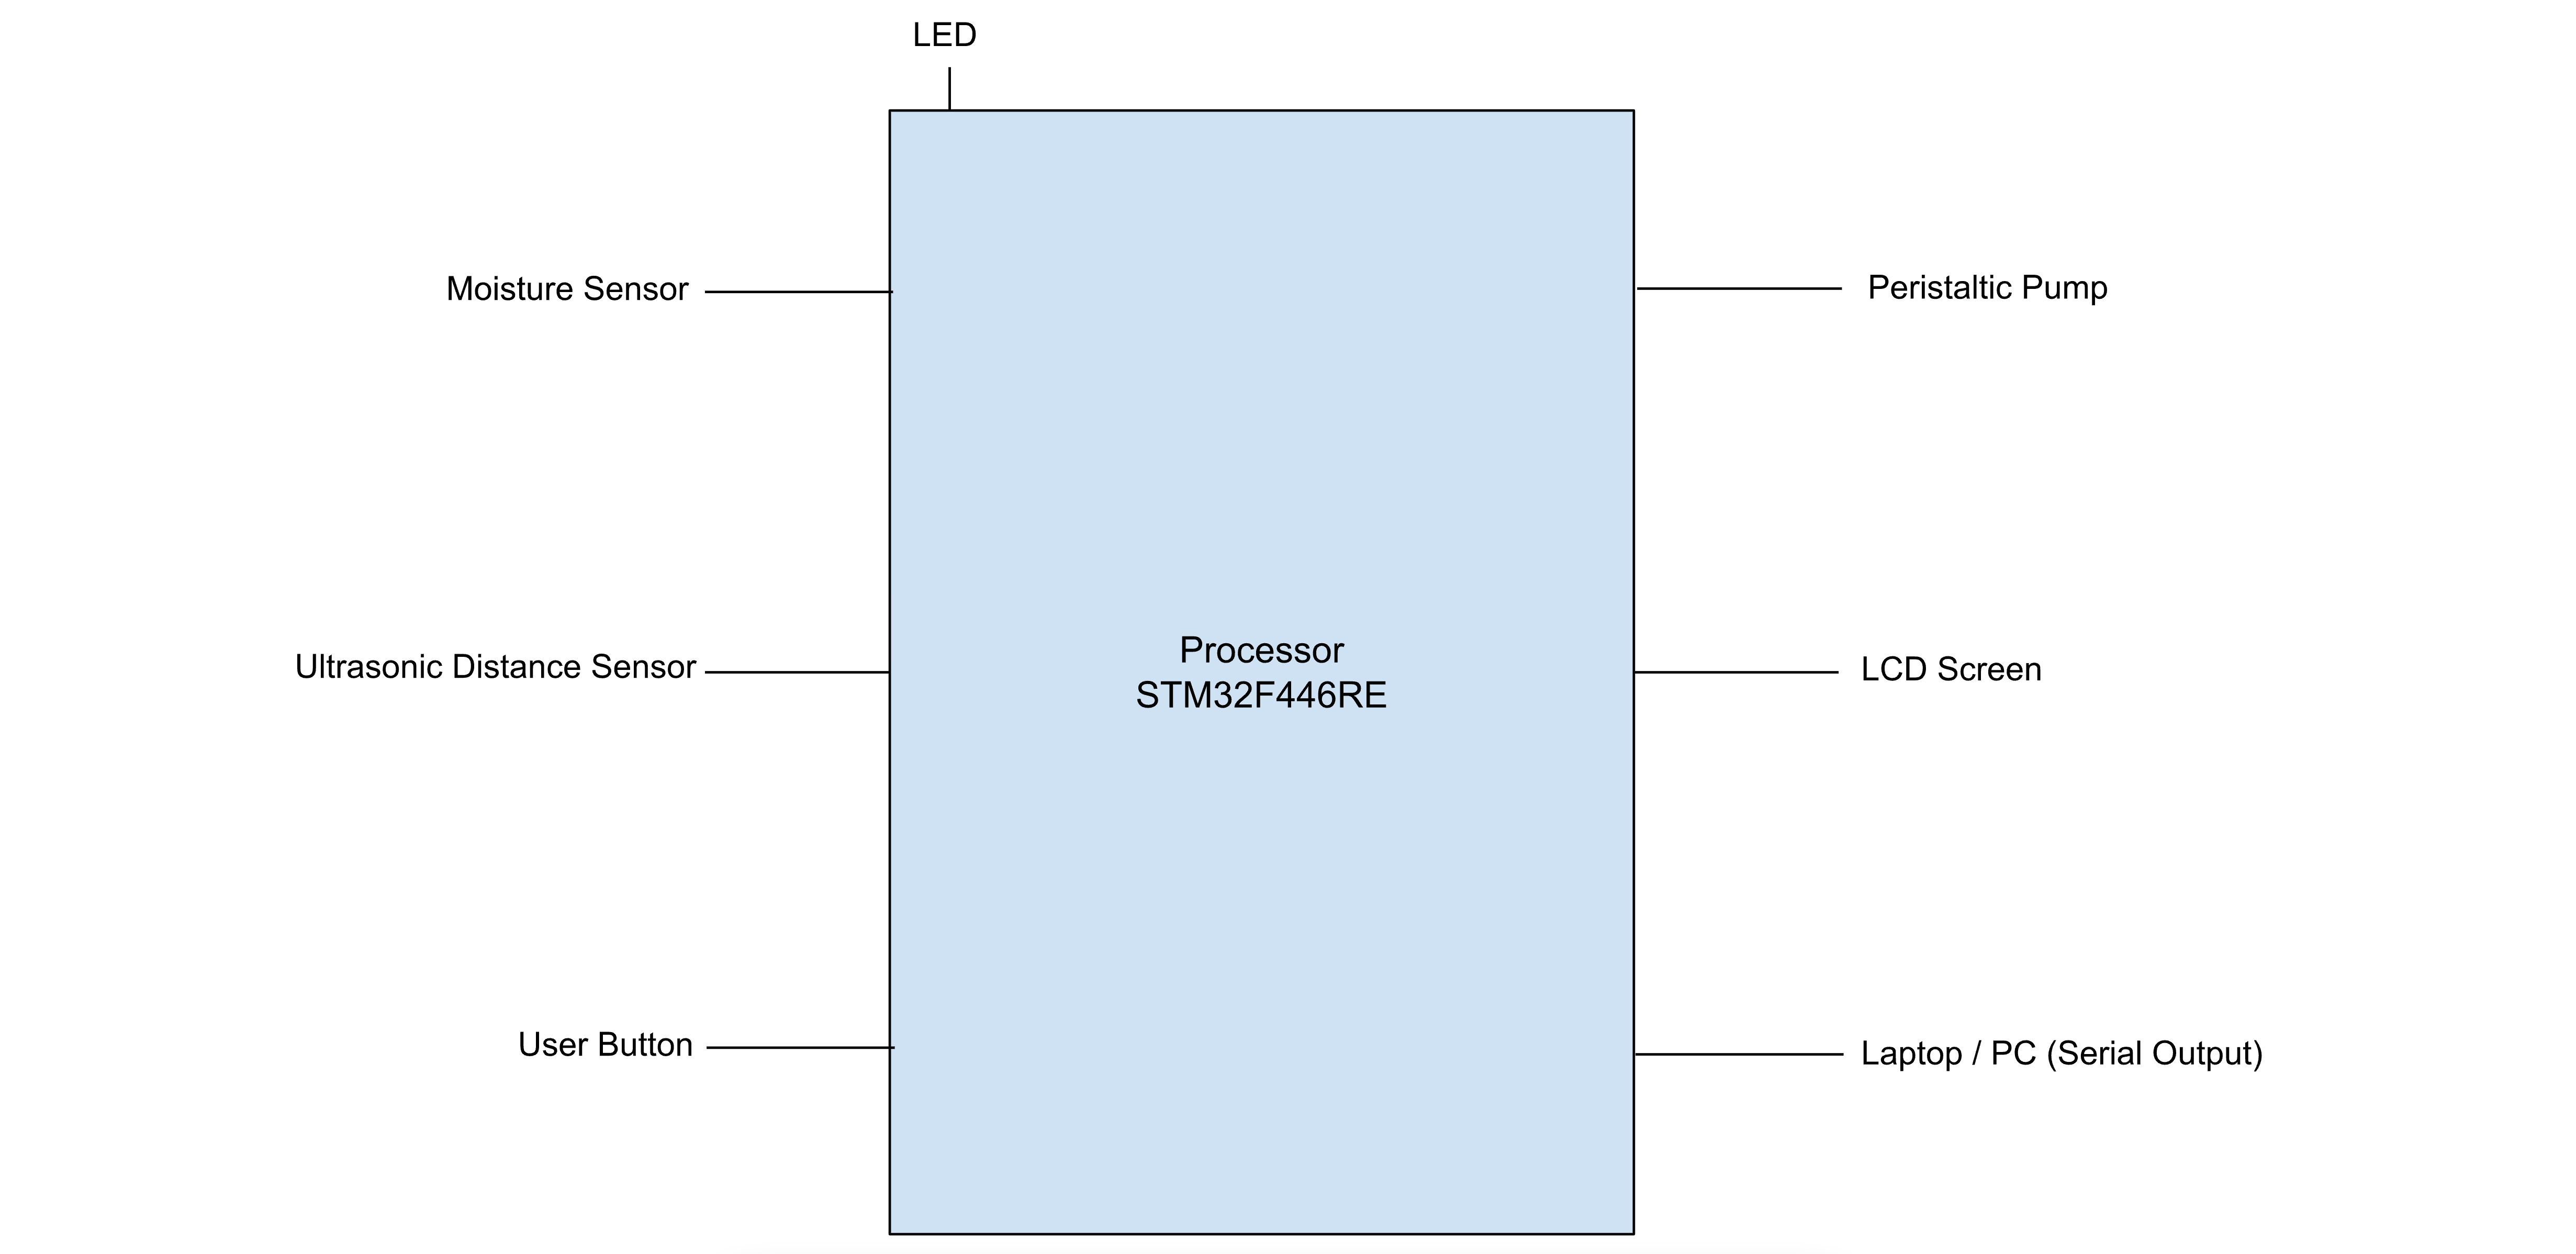 LED
Moisture Sensor
Peristaltic Pump
Ultrasonic Distance Sensor
Processor
STM32F446RE
LCD Screen
User Button
Laptop / PC (Serial Output)